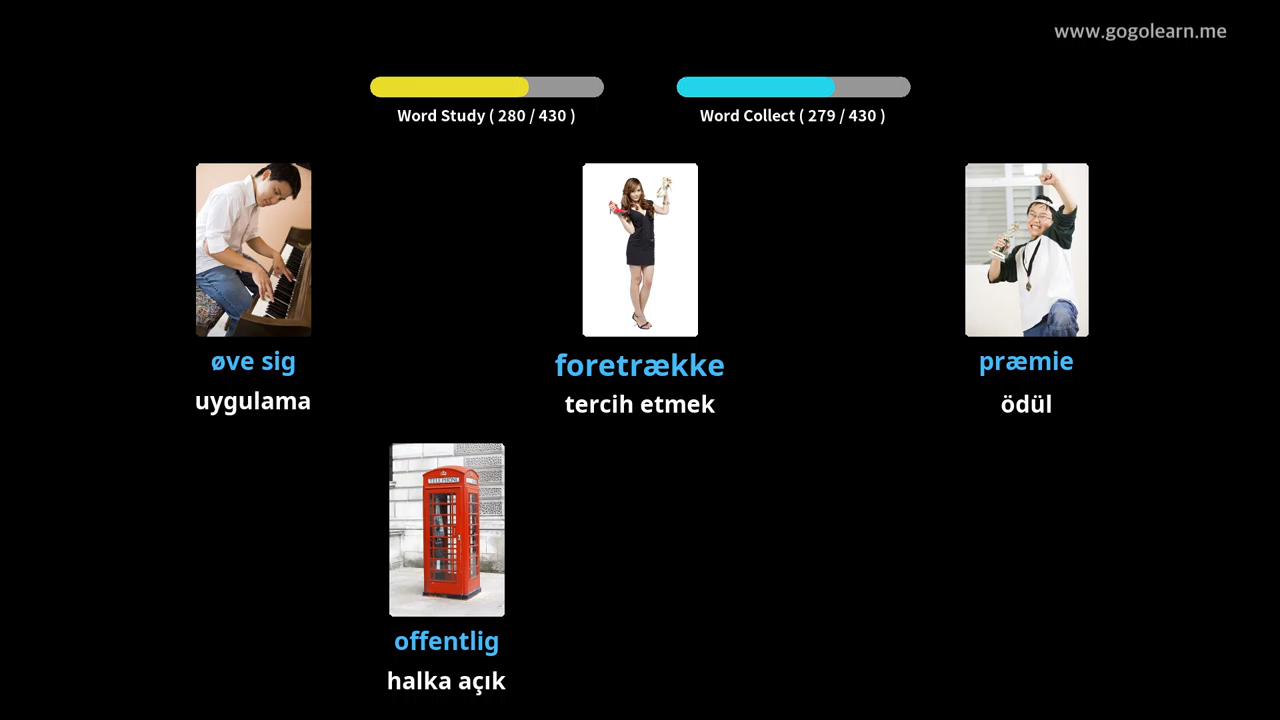 www.gogolearn.me
Word Study ( 280 / 430 )
Word Collect ( 279 / 430 )
øve sig
uygulama
foretrække
tercih etmek
præmie
ödül
TELEPHONE
offentlig
halka açık